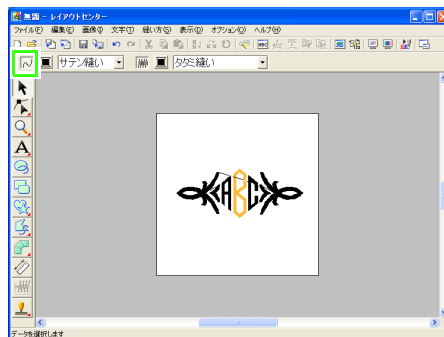 無題 - レイアウトセンター
ファイル(F) 編集(E) 画像(I) 文字(T) 縫い方(S) 表示(D) オプション(O) ヘルプ(H)
サテン縫い タタミ縫い
A
ABC
データを選択します